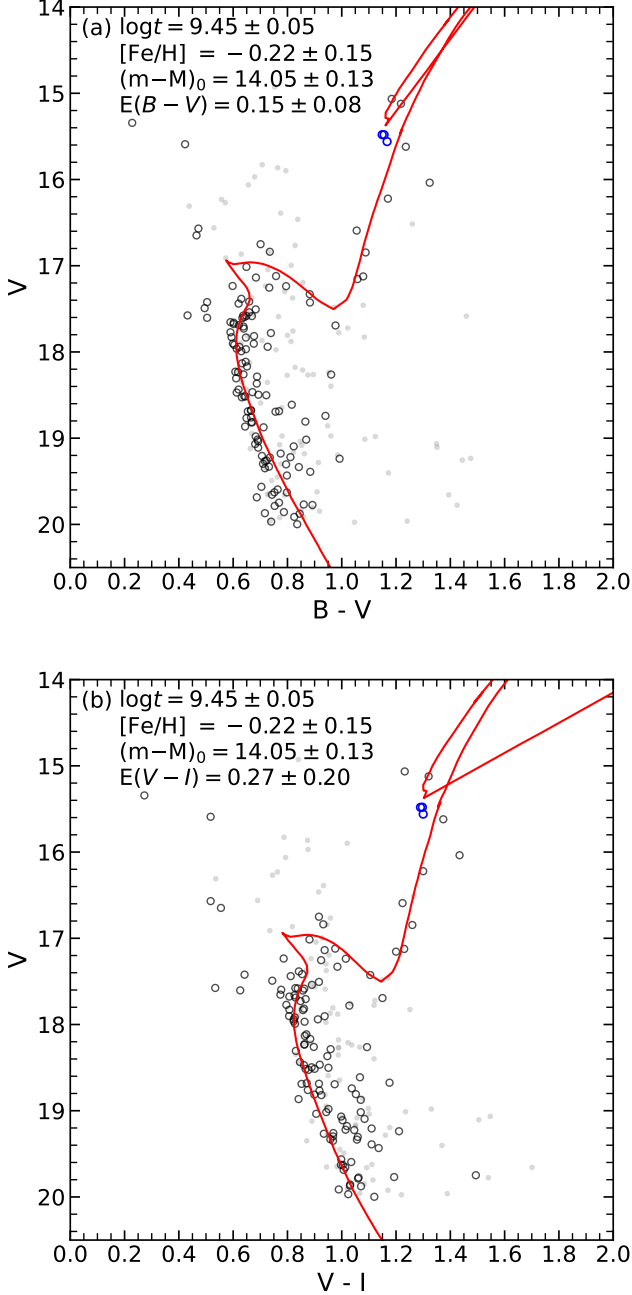 (a) logt = 9.45 ± 0.05
[Fe/H] = −0.22 ± 0.15
(m−M)₀ = 14.05 ± 0.13
E(B − V) = 0.15 ± 0.08
14
15
16
17
18
19
20
V
0.0 0.2 0.4 0.6 0.8 1.0 1.2 1.4 1.6 1.8 2.0
B - V
(b) logt = 9.45 ± 0.05
[Fe/H] = −0.22 ± 0.15
(m−M)₀ = 14.05 ± 0.13
E(V − I) = 0.27 ± 0.20
14
15
16
17
18
19
20
V
0.0 0.2 0.4 0.6 0.8 1.0 1.2 1.4 1.6 1.8 2.0
V - I